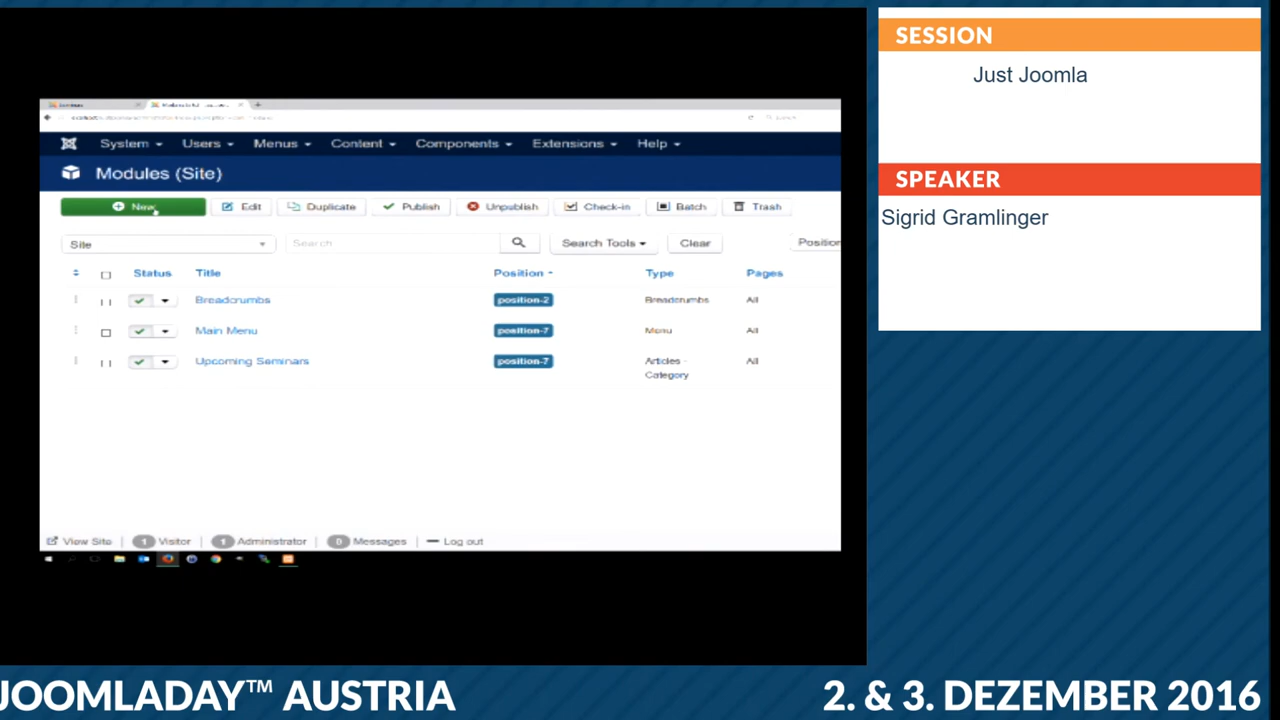 SESSION
Just Joomla
SPEAKER
Sigrid Gramlinger
System Users Menus Content Components Extensions Help
Modules (Site)
New Edit Duplicate Publish Unpublish Check-in Batch Trash
Site Search Search Tools Clear Position
Status Title Position Type Pages
Breadcrumbs position-2 Breadcrumbs All
Main Menu position-7 Menu All
Upcoming Seminars position-7 Articles - All
Category
View Site 1 Visitor 1 Administrator 0 Messages Log out
JOOMLADAY™ AUSTRIA
2. & 3. DEZEMBER 2016